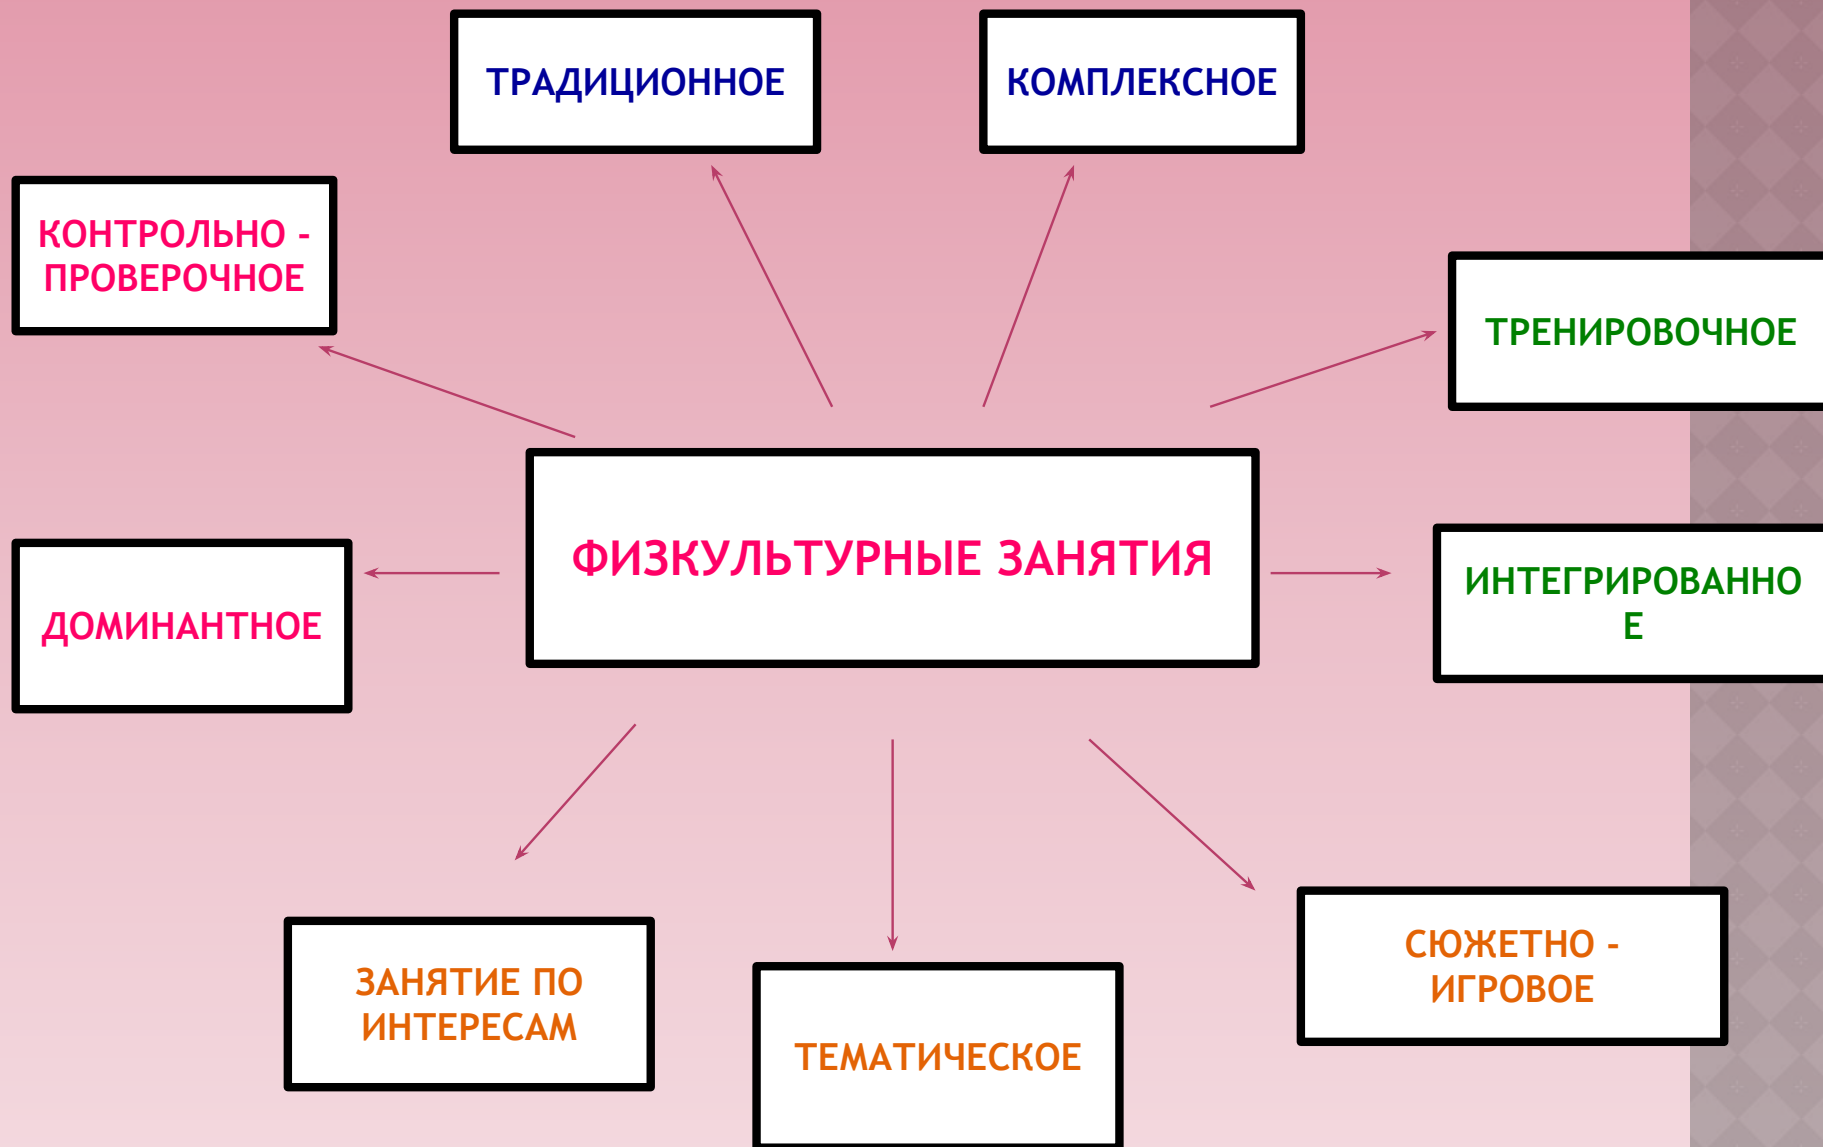 ТРАДИЦИОННОЕ
КОМПЛЕКСНОЕ
КОНТРОЛЬНО -
ПРОВЕРОЧНОЕ
ТРЕНИРОВОЧНОЕ
ФИЗКУЛЬТУРНЫЕ ЗАНЯТИЯ
ДОМИНАНТНОЕ
ИНТЕГРИРОВАННО
Е
ЗАНЯТИЕ ПО
ИНТЕРЕСАМ
ТЕМАТИЧЕСКОЕ
СЮЖЕТНО -
ИГРОВОЕ